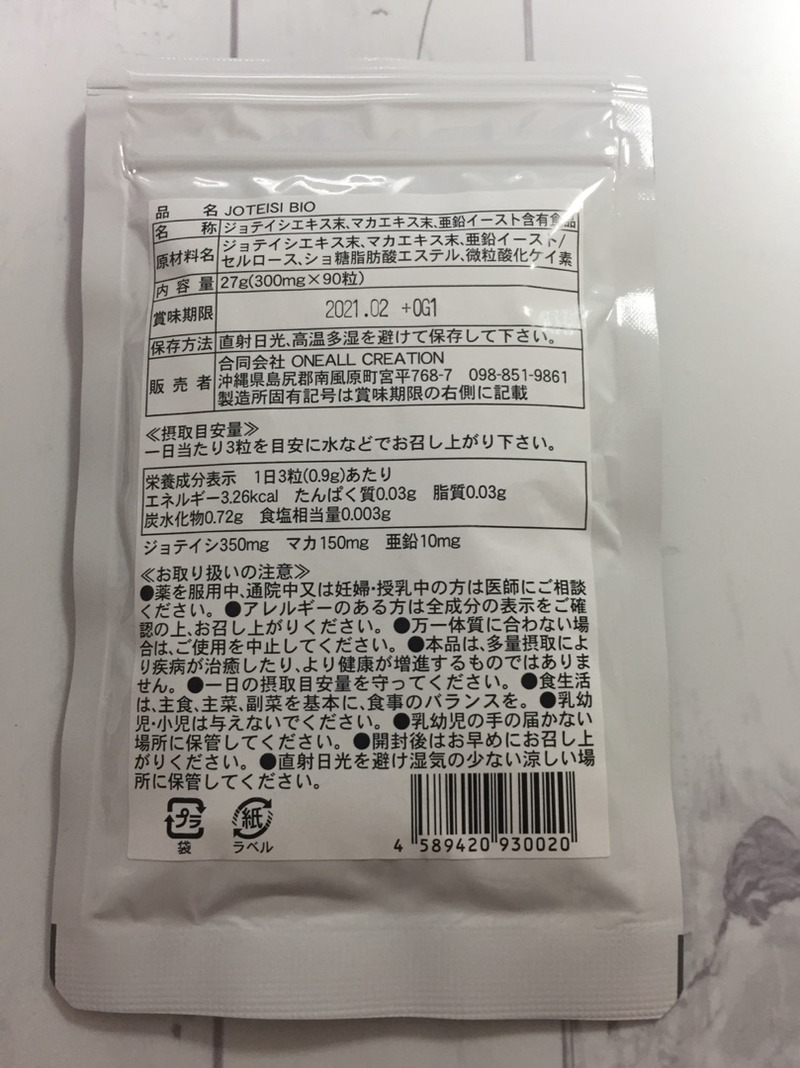 品 名 JOTEISI BIO
名 称 ジョテイシエキス末、マカエキス末、亜鉛イースト含有食品
原材料名 ジョテイシエキス末、マカエキス末、亜鉛イースト/
セルロース、ショ糖脂肪酸エステル、微粒酸化ケイ素
内 容 量 27g(300mg×90粒)
賞味期限 2021.02 +OG1
保存方法 直射日光、高温多湿を避けて保存して下さい。
販 売 者 合同会社 ONEALL CREATION
沖縄県島尻郡南風原町宮平768-7 098-851-9861
製造所固有記号は賞味期限の右側に記載
≪摂取目安量≫
一日当たり3粒を目安に水などでお召し上がり下さい。
栄養成分表示 1日3粒(0.9g)あたり
エネルギー3.26kcal たんぱく質0.03g 脂質0.03g
炭水化物0.72g 食塩相当量0.003g
ジョテイシ350mg マカ150mg 亜鉛10mg
≪お取り扱いの注意≫
●薬を服用中、通院中又は妊婦・授乳中の方は医師にご相談
ください。●アレルギーのある方は全成分の表示をご確
認の上、お召し上がりください。●万一体質に合わない場
合は、ご使用を中止してください。●本品は、多量摂取によ
り疾病が治癒したり、より健康が増進するものではありま
せん。●一日の摂取目安量を守ってください。●食生活
は、主食、主菜、副菜を基本に、食事のバランスを。●乳幼
児・小児は与えないでください。●乳幼児の手の届かない
場所に保管してください。●開封後はお早めにお召し上
がりください。●直射日光を避け湿気の少ない涼しい場
所に保管してください。
プラ 紙
袋 ラベル
4 589420 930020